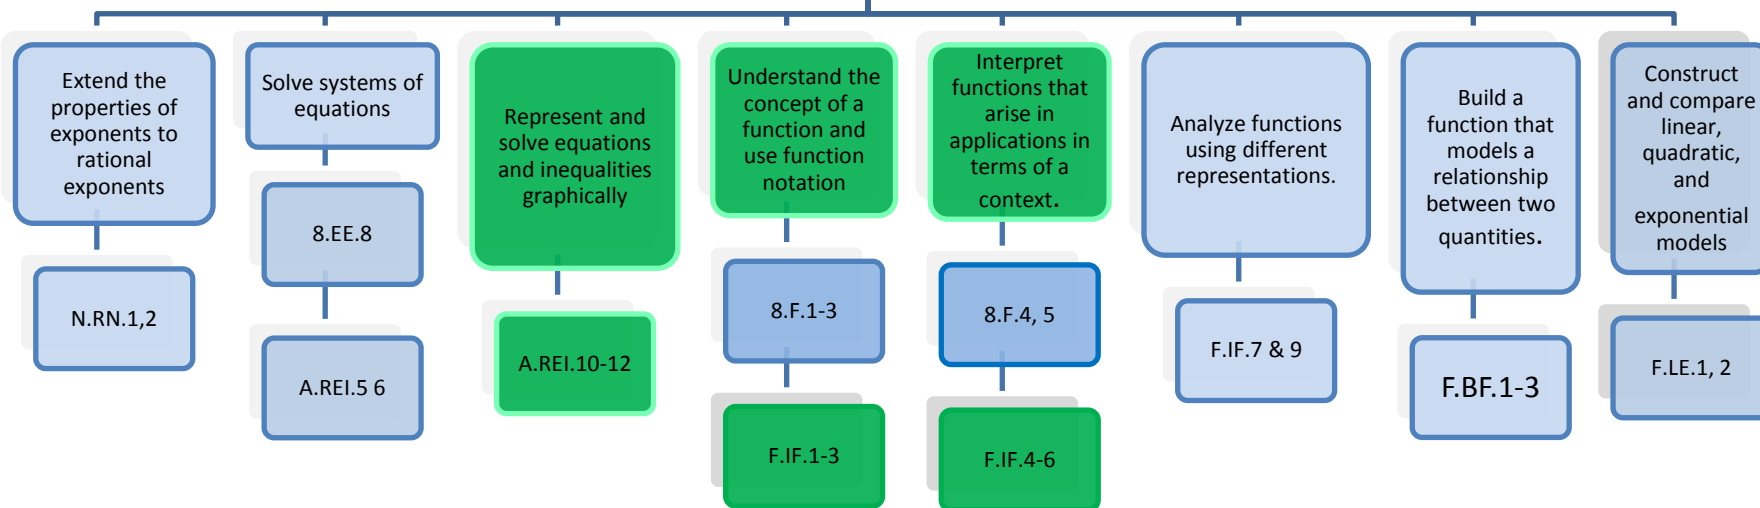 Extend the
properties of
exponents to
rational
exponents
N.RN.1,2
Solve systems of
equations
8.EE.8
A.REI.5 6
Represent and
solve equations
and inequalities
graphically
A.REI.10-12
Understand the
concept of a
function and
use function
notation
8.F.1-3
F.IF.1-3
Interpret
functions that
arise in
applications in
terms of a
context.
8.F.4, 5
F.IF.4-6
Analyze functions
using different
representations.
F.IF.7 & 9
Build a
function that
models a
relationship
between two
quantities.
F.BF.1-3
Construct
and compare
linear,
quadratic,
and
exponential
models
F.LE.1, 2